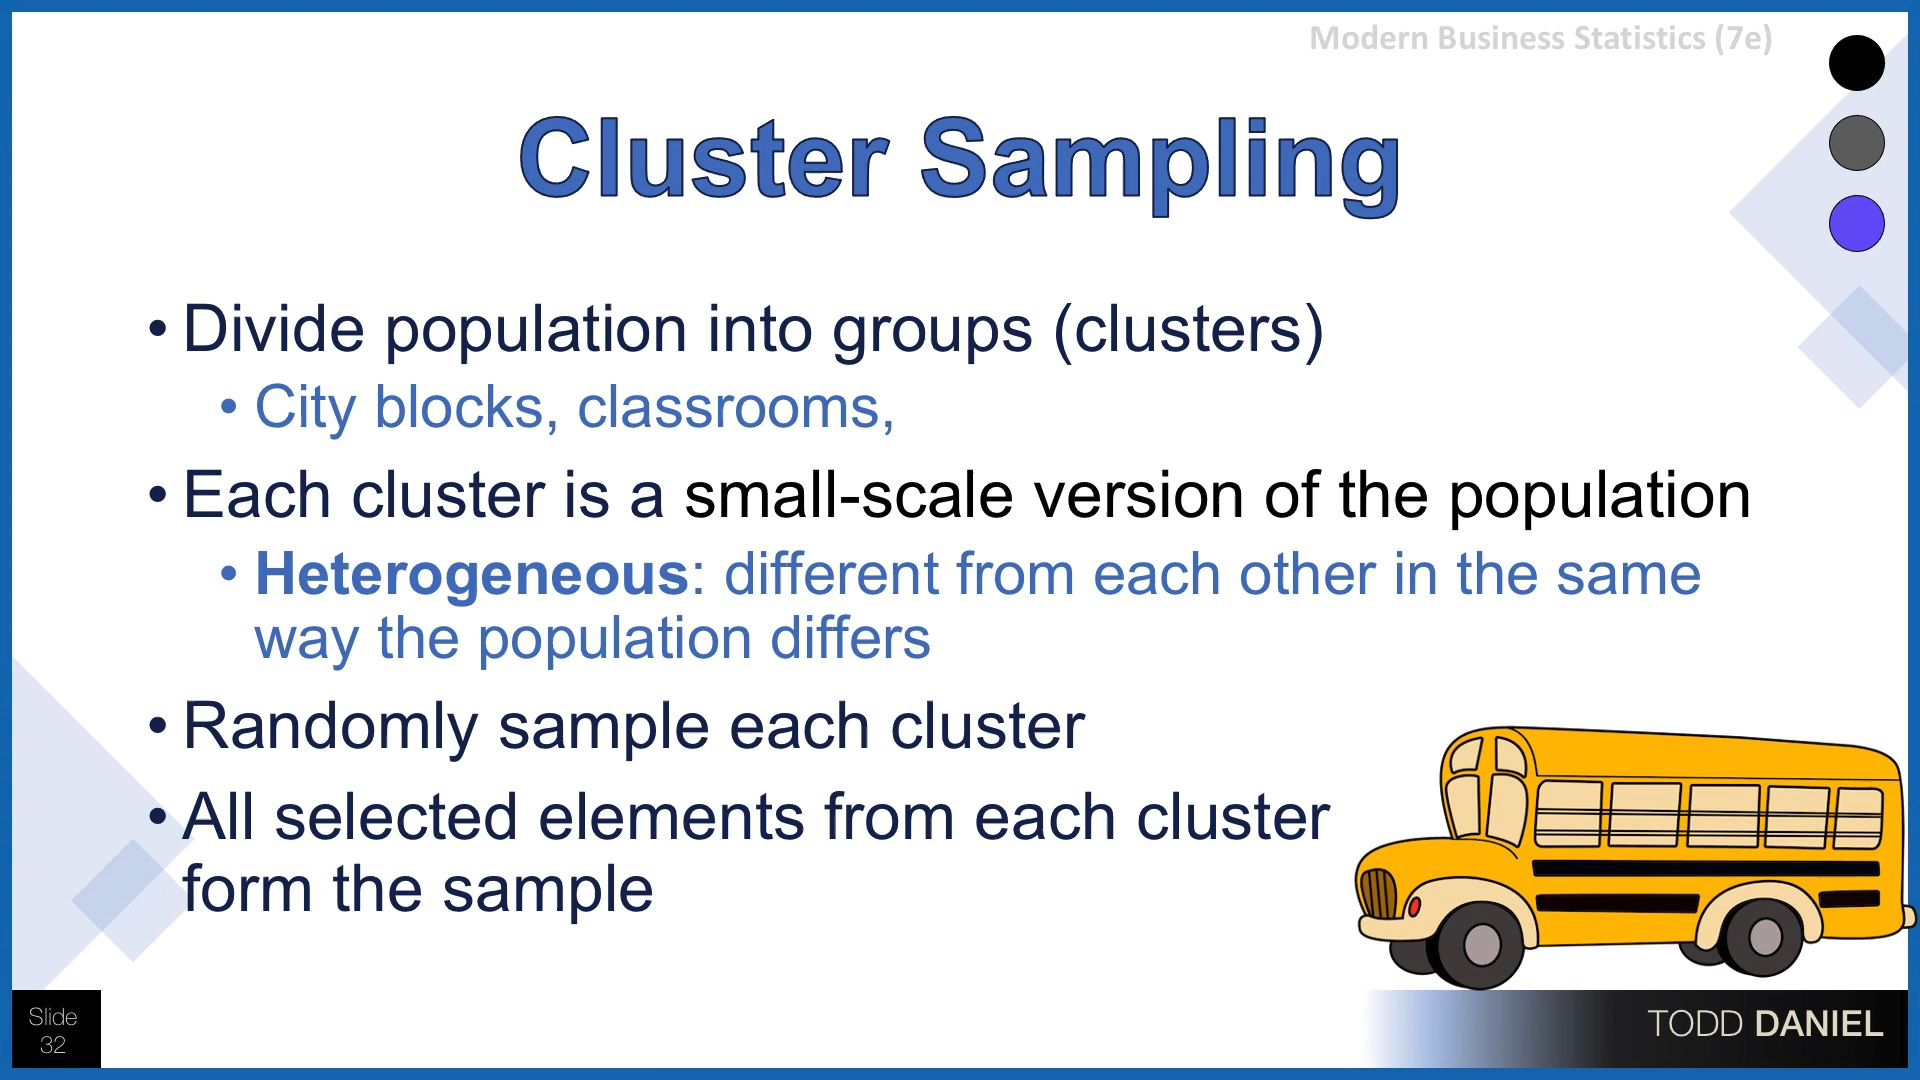 Modern Business Statistics (7e)
Cluster Sampling
• Divide population into groups (clusters)
• City blocks, classrooms,
• Each cluster is a small-scale version of the population
• Heterogeneous: different from each other in the same
way the population differs
• Randomly sample each cluster
• All selected elements from each cluster
form the sample
Slide
32
TODD DANIEL